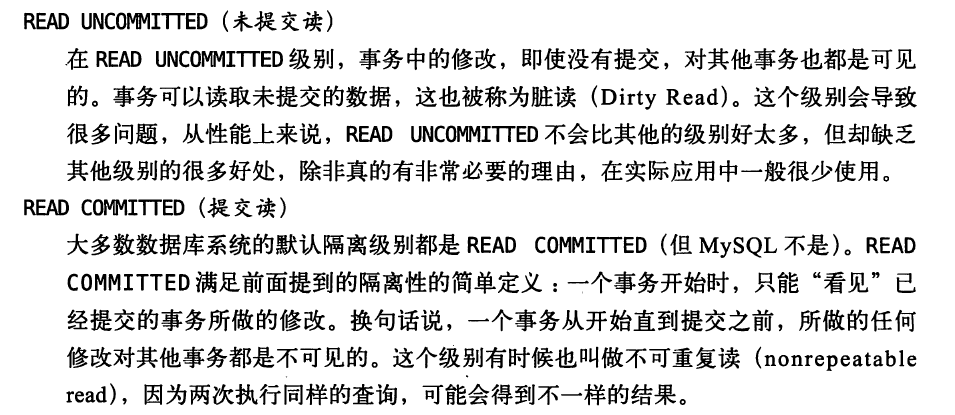 READ UNCOMMITTED（未提交读）
在 READ UNCOMMITTED 级别，事务中的修改，即使没有提交，对其他事务也都是可见
的。事务可以读取未提交的数据，这也被称为脏读（Dirty Read）。这个级别会导致
很多问题，从性能上来说，READ UNCOMMITTED 不会比其他的级别好太多，但却缺乏
其他级别的很多好处，除非真的有非常必要的理由，在实际应用中一般很少使用。
READ COMMITTED（提交读）
大多数数据库系统的默认隔离级别都是 READ COMMITTED（但 MySQL 不是）。READ
COMMITTED 满足前面提到的隔离性的简单定义：一个事务开始时，只能“看见”已
经提交的事务所做的修改。换句话说，一个事务从开始直到提交之前，所做的任何
修改对其他事务都是不可见的。这个级别有时候也叫做不可重复读（nonrepeatable
read），因为两次执行同样的查询，可能会得到不一样的结果。